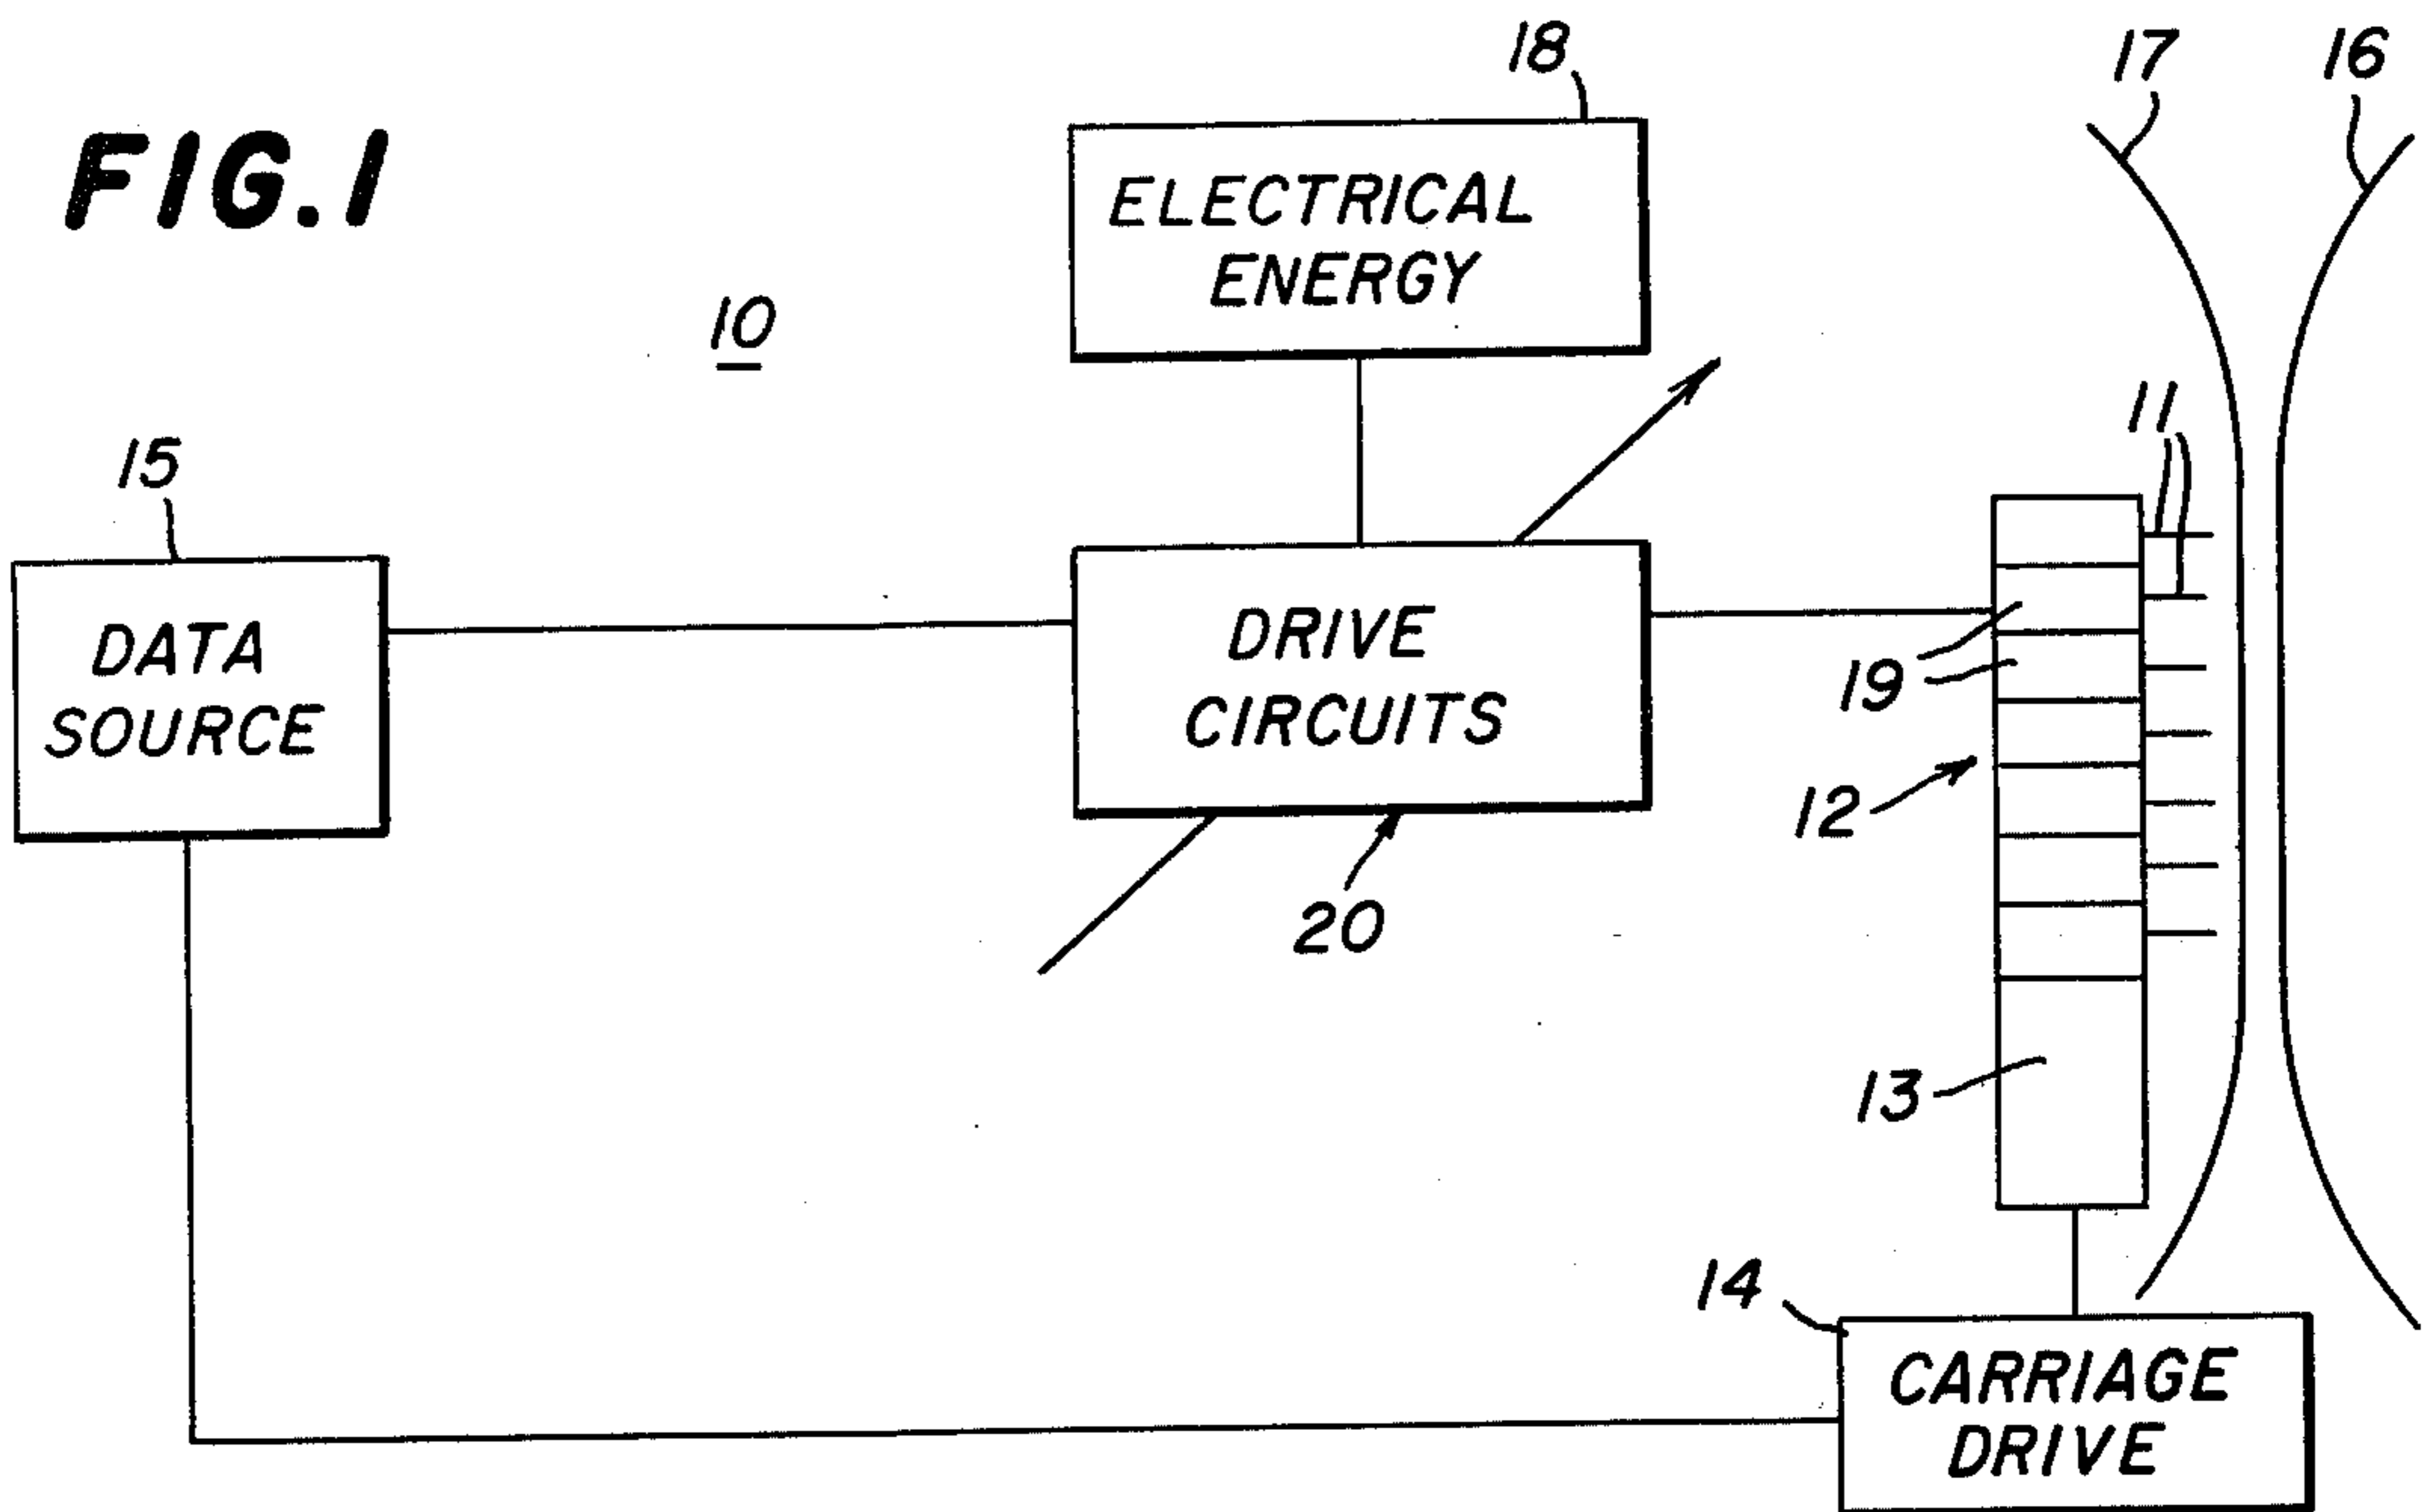 FIG.1
10
18
ELECTRICAL
ENERGY
17
16
11
15
DATA
SOURCE
DRIVE
CIRCUITS
20
19
12
13
14
CARRIAGE
DRIVE